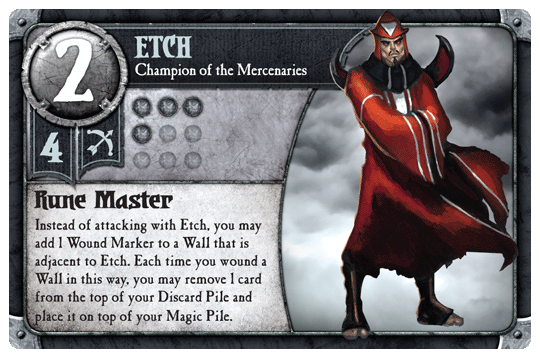 2
ETCH
Champion of the Mercenaries
4
Rune Master
Instead of attacking with Etch, you may
add 1 Wound Marker to a Wall that is
adjacent to Etch. Each time you wound a
Wall in this way, you may remove 1 card
from the top of your Discard Pile and
place it on top of your Magic Pile.